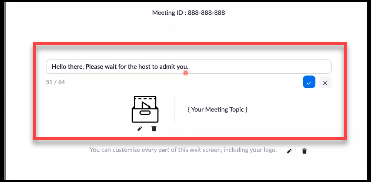 Meeting ID : 888-888-888
Hello there, Please wait for the host to admit you.
51 / 64
{ Your Meeting Topic }
You can customise every part of this wait screen, including your logo.